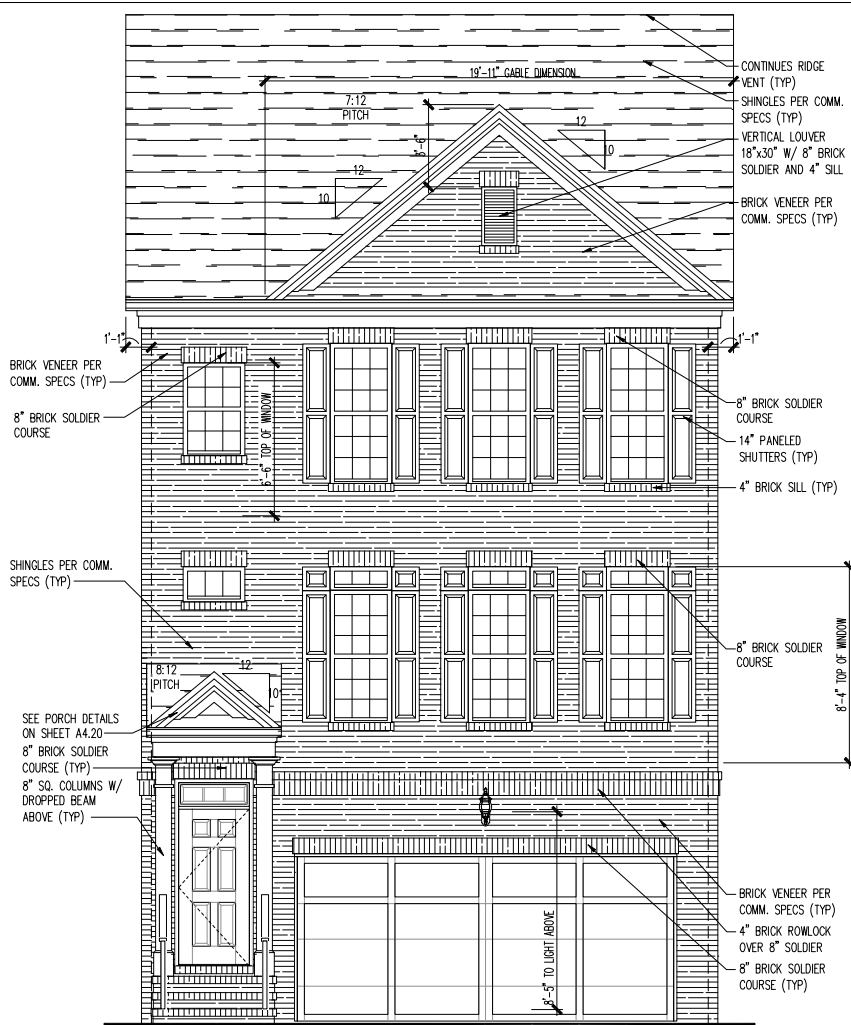 CONTINUES RIDGE
VENT (TYP)
19'-11" GABLE DIMENSION
SHINGLES PER COMM.
SPECS (TYP)
7:12
PITCH
12
10
VERTICAL LOUVER
18"x30" W/ 8" BRICK
SOLDIER AND 4" SILL
12
10
BRICK VENEER PER
COMM. SPECS (TYP)
1'-1"
1'-1"
BRICK VENEER PER
COMM. SPECS (TYP)
8" BRICK SOLDIER
COURSE
6'-6" TOP OF WINDOW
8" BRICK SOLDIER
COURSE
14" PANELED
SHUTTERS (TYP)
4" BRICK SILL (TYP)
SHINGLES PER COMM.
SPECS (TYP)
8" BRICK SOLDIER
COURSE
8'-4" TOP OF WINDOW
8:12
PITCH
12
10
SEE PORCH DETAILS
ON SHEET A4.20
8" BRICK SOLDIER
COURSE (TYP)
8" SQ. COLUMNS W/
DROPPED BEAM
ABOVE (TYP)
8'-5" TO LIGHT ABOVE
BRICK VENEER PER
COMM. SPECS (TYP)
4" BRICK ROWLOCK
OVER 8" SOLDIER
8" BRICK SOLDIER
COURSE (TYP)